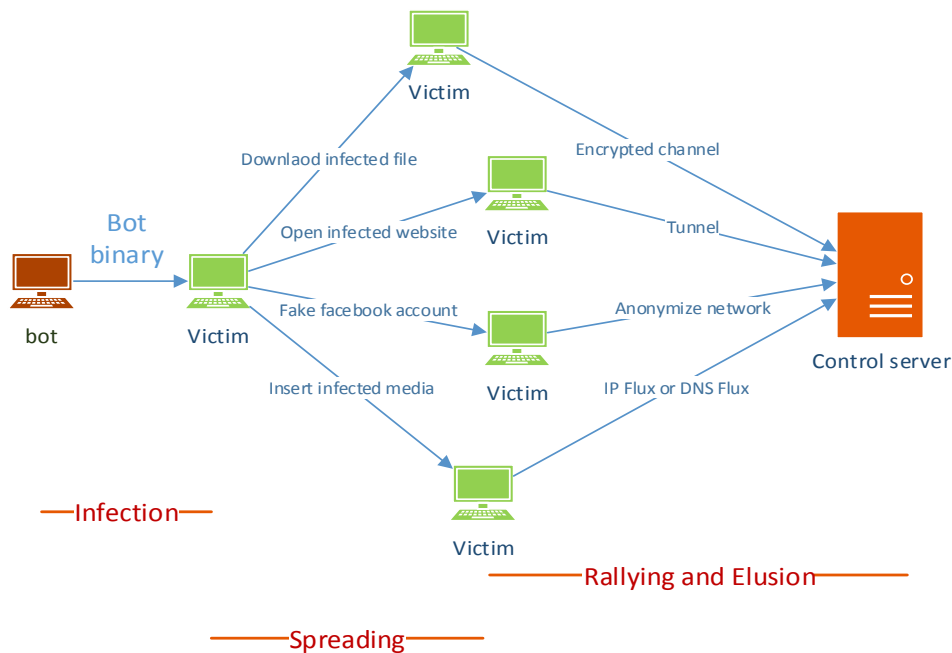 Victim
Downlaod infected file
Encrypted channel
Bot
binary
Open infected website
Victim
Tunnel
bot
Victim
Fake facebook account
Anonymize network
Control server
Insert infected media
Victim
IP Flux or DNS Flux
Infection
Victim
Rallying and Elusion
Spreading